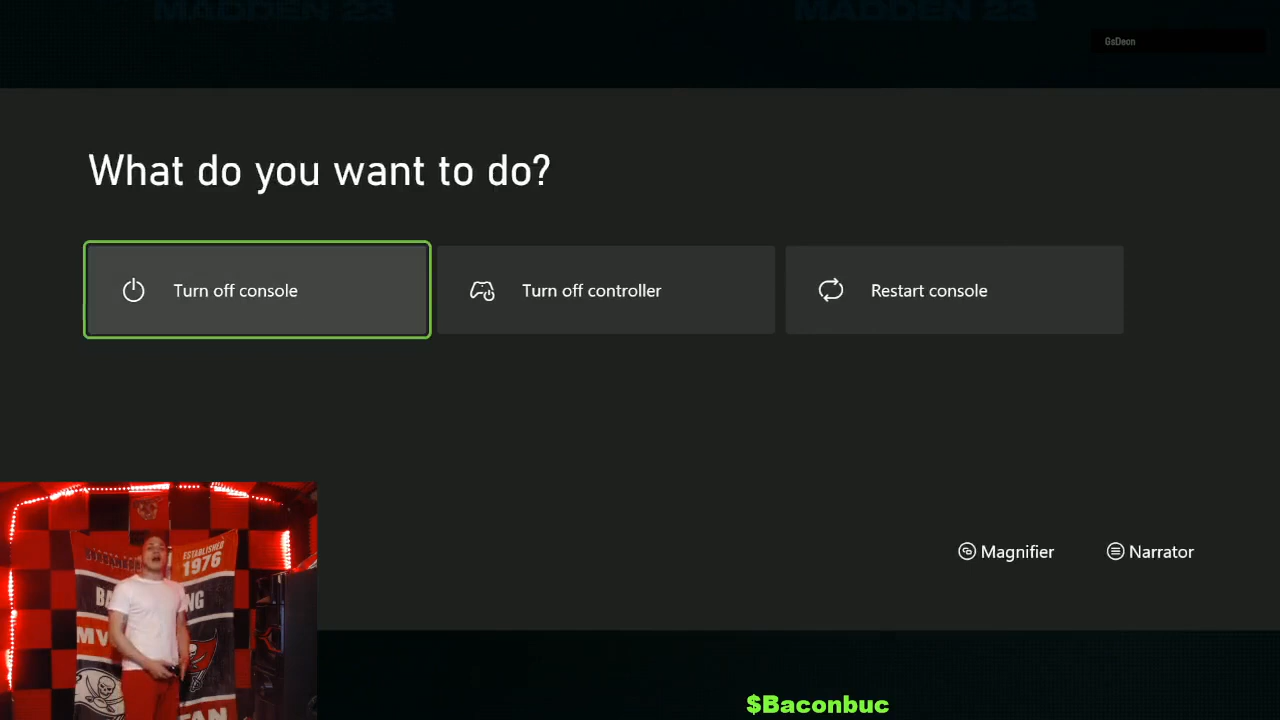 MADDEN 23 MADDEN 23
GsDeon
What do you want to do?
Turn off console
Turn off controller
Restart console
Magnifier
Narrator
ESTABLISHED
1976
$Baconbuc